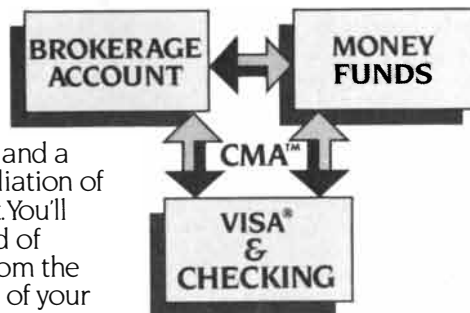 BROKERAGE
ACCOUNT
MONEY
FUNDS
CMA™
VISA®
&
CHECKING
and a
liation of
. You'll
d of
om the
of your